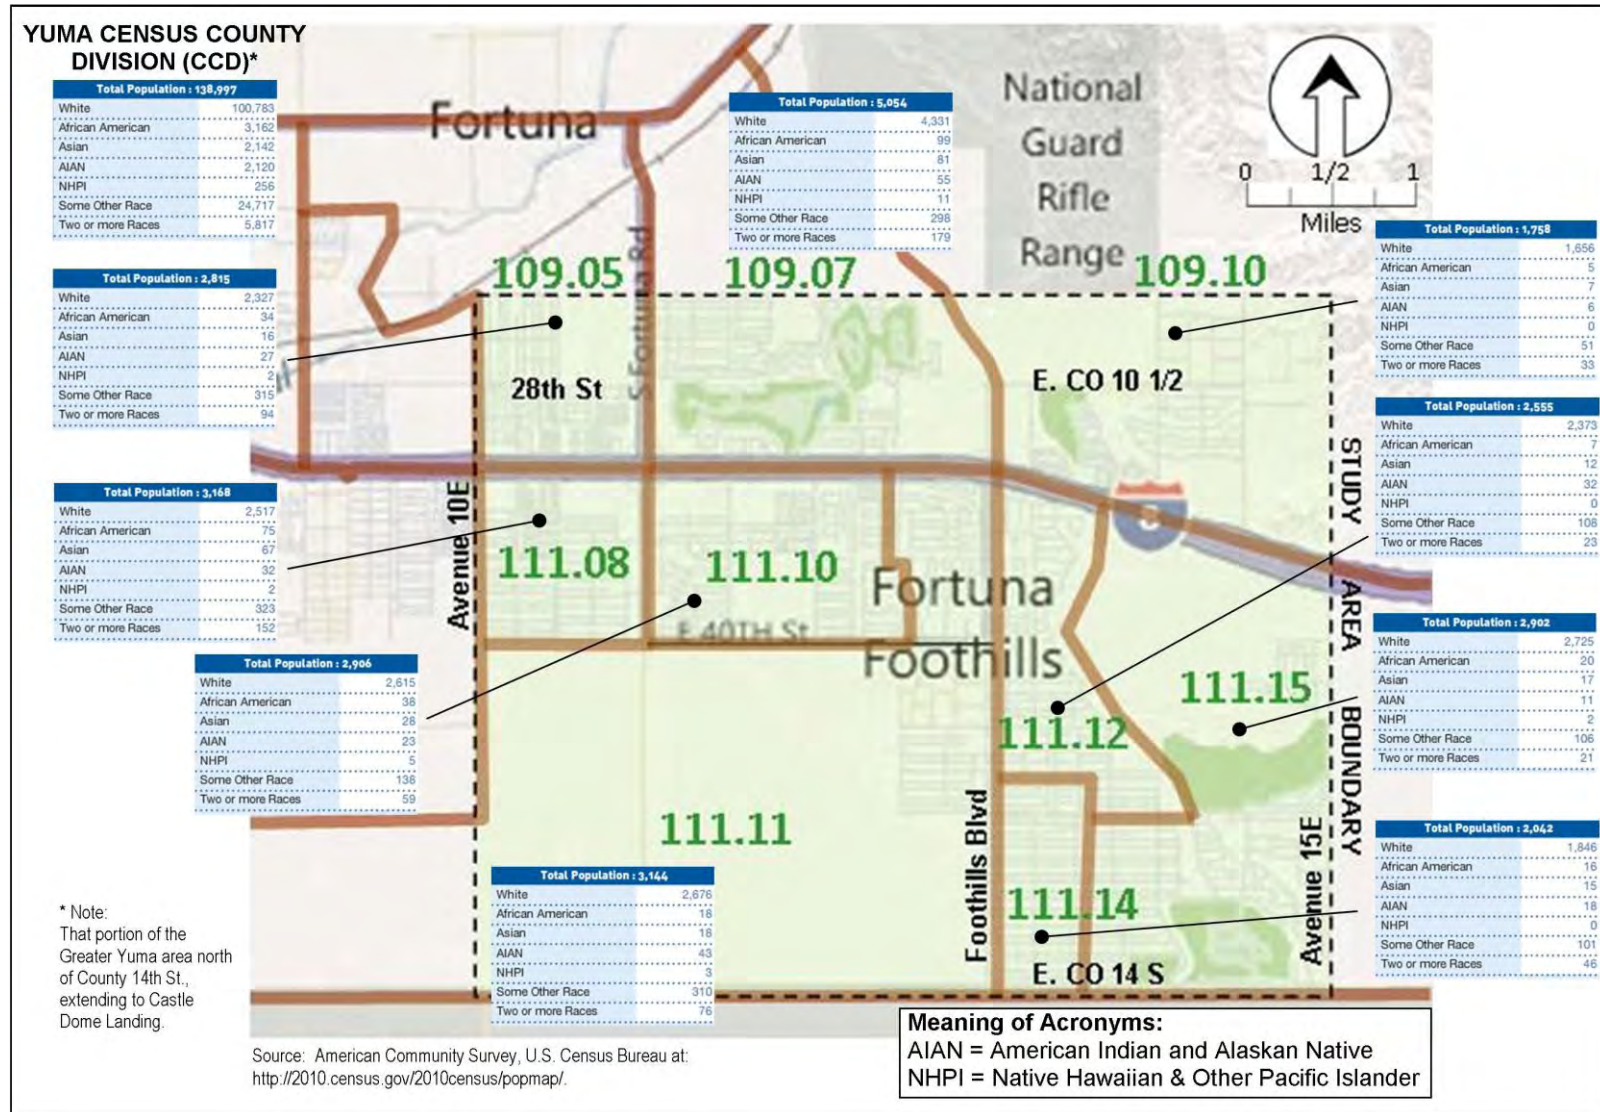 YUMA CENSUS COUNTY
DIVISION (CCD)*
Total Population : 138,997
White 100,783
African American 3,162
Asian 2,142
AIAN 2,120
NHPI 256
Some Other Race 24,717
Two or more Races 5,817
Total Population : 2,815
White 2,327
African American 34
Asian 16
AIAN 27
NHPI 2
Some Other Race 315
Two or more Races 94
Total Population : 3,168
White 2,517
African American 75
Asian 67
AIAN 32
NHPI 2
Some Other Race 323
Two or more Races 152
Total Population : 2,906
White 2,615
African American 38
Asian 28
AIAN 23
NHPI 5
Some Other Race 138
Two or more Races 59
Total Population : 3,144
White 2,676
African American 18
Asian 18
AIAN 43
NHPI 3
Some Other Race 310
Two or more Races 76
Total Population : 5,054
White 4,331
African American 99
Asian 81
AIAN 55
NHPI 11
Some Other Race 298
Two or more Races 179
Total Population : 1,758
White 1,656
African American 5
Asian 7
AIAN 6
NHPI 0
Some Other Race 51
Two or more Races 33
Total Population : 2,555
White 2,373
African American 7
Asian 12
AIAN 32
NHPI 0
Some Other Race 108
Two or more Races 23
Total Population : 2,902
White 2,725
African American 20
Asian 17
AIAN 11
NHPI 2
Some Other Race 106
Two or more Races 21
Total Population : 2,042
White 1,846
African American 16
Asian 15
AIAN 18
NHPI 0
Some Other Race 101
Two or more Races 46
Fortuna
National
Guard
Rifle
Range
0 1/2 1
Miles
109.05
109.07
109.10
S Fortuna Rd
28th St
E. CO 10 1/2
8
Avenue 10E
111.08
111.10
E 40TH St
Fortuna
Foothills
111.12
111.15
111.11
111.14
Foothills Blvd
Avenue 15E
STUDY AREA BOUNDARY
E. CO 14 S
* Note:
That portion of the
Greater Yuma area north
of County 14th St.,
extending to Castle
Dome Landing.
Source: American Community Survey, U.S. Census Bureau at:
http://2010.census.gov/2010census/popmap/.
Meaning of Acronyms:
AIAN = American Indian and Alaskan Native
NHPI = Native Hawaiian & Other Pacific Islander